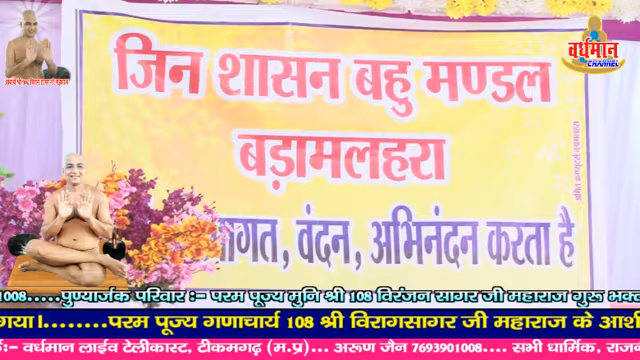 वर्धमान
CHANNEL
जिन शासन बहु मण्डल
बड़ामलहरा
वंदन, अभिनंदन करता है
1008.....पुण्यार्जक परिवार :- परम पूज्य मुनि श्री 108 विरंजन सागर जी महाराज गुरू भक्त
गया।........परम पूज्य गणाचार्य 108 श्री विरागसागर जी महाराज के आशी
:- वर्धमान लाईव टेलीकास्ट, टीकमगढ़ (म.प्र)... अरूण जैन 7693901008.... सभी धार्मिक, राज